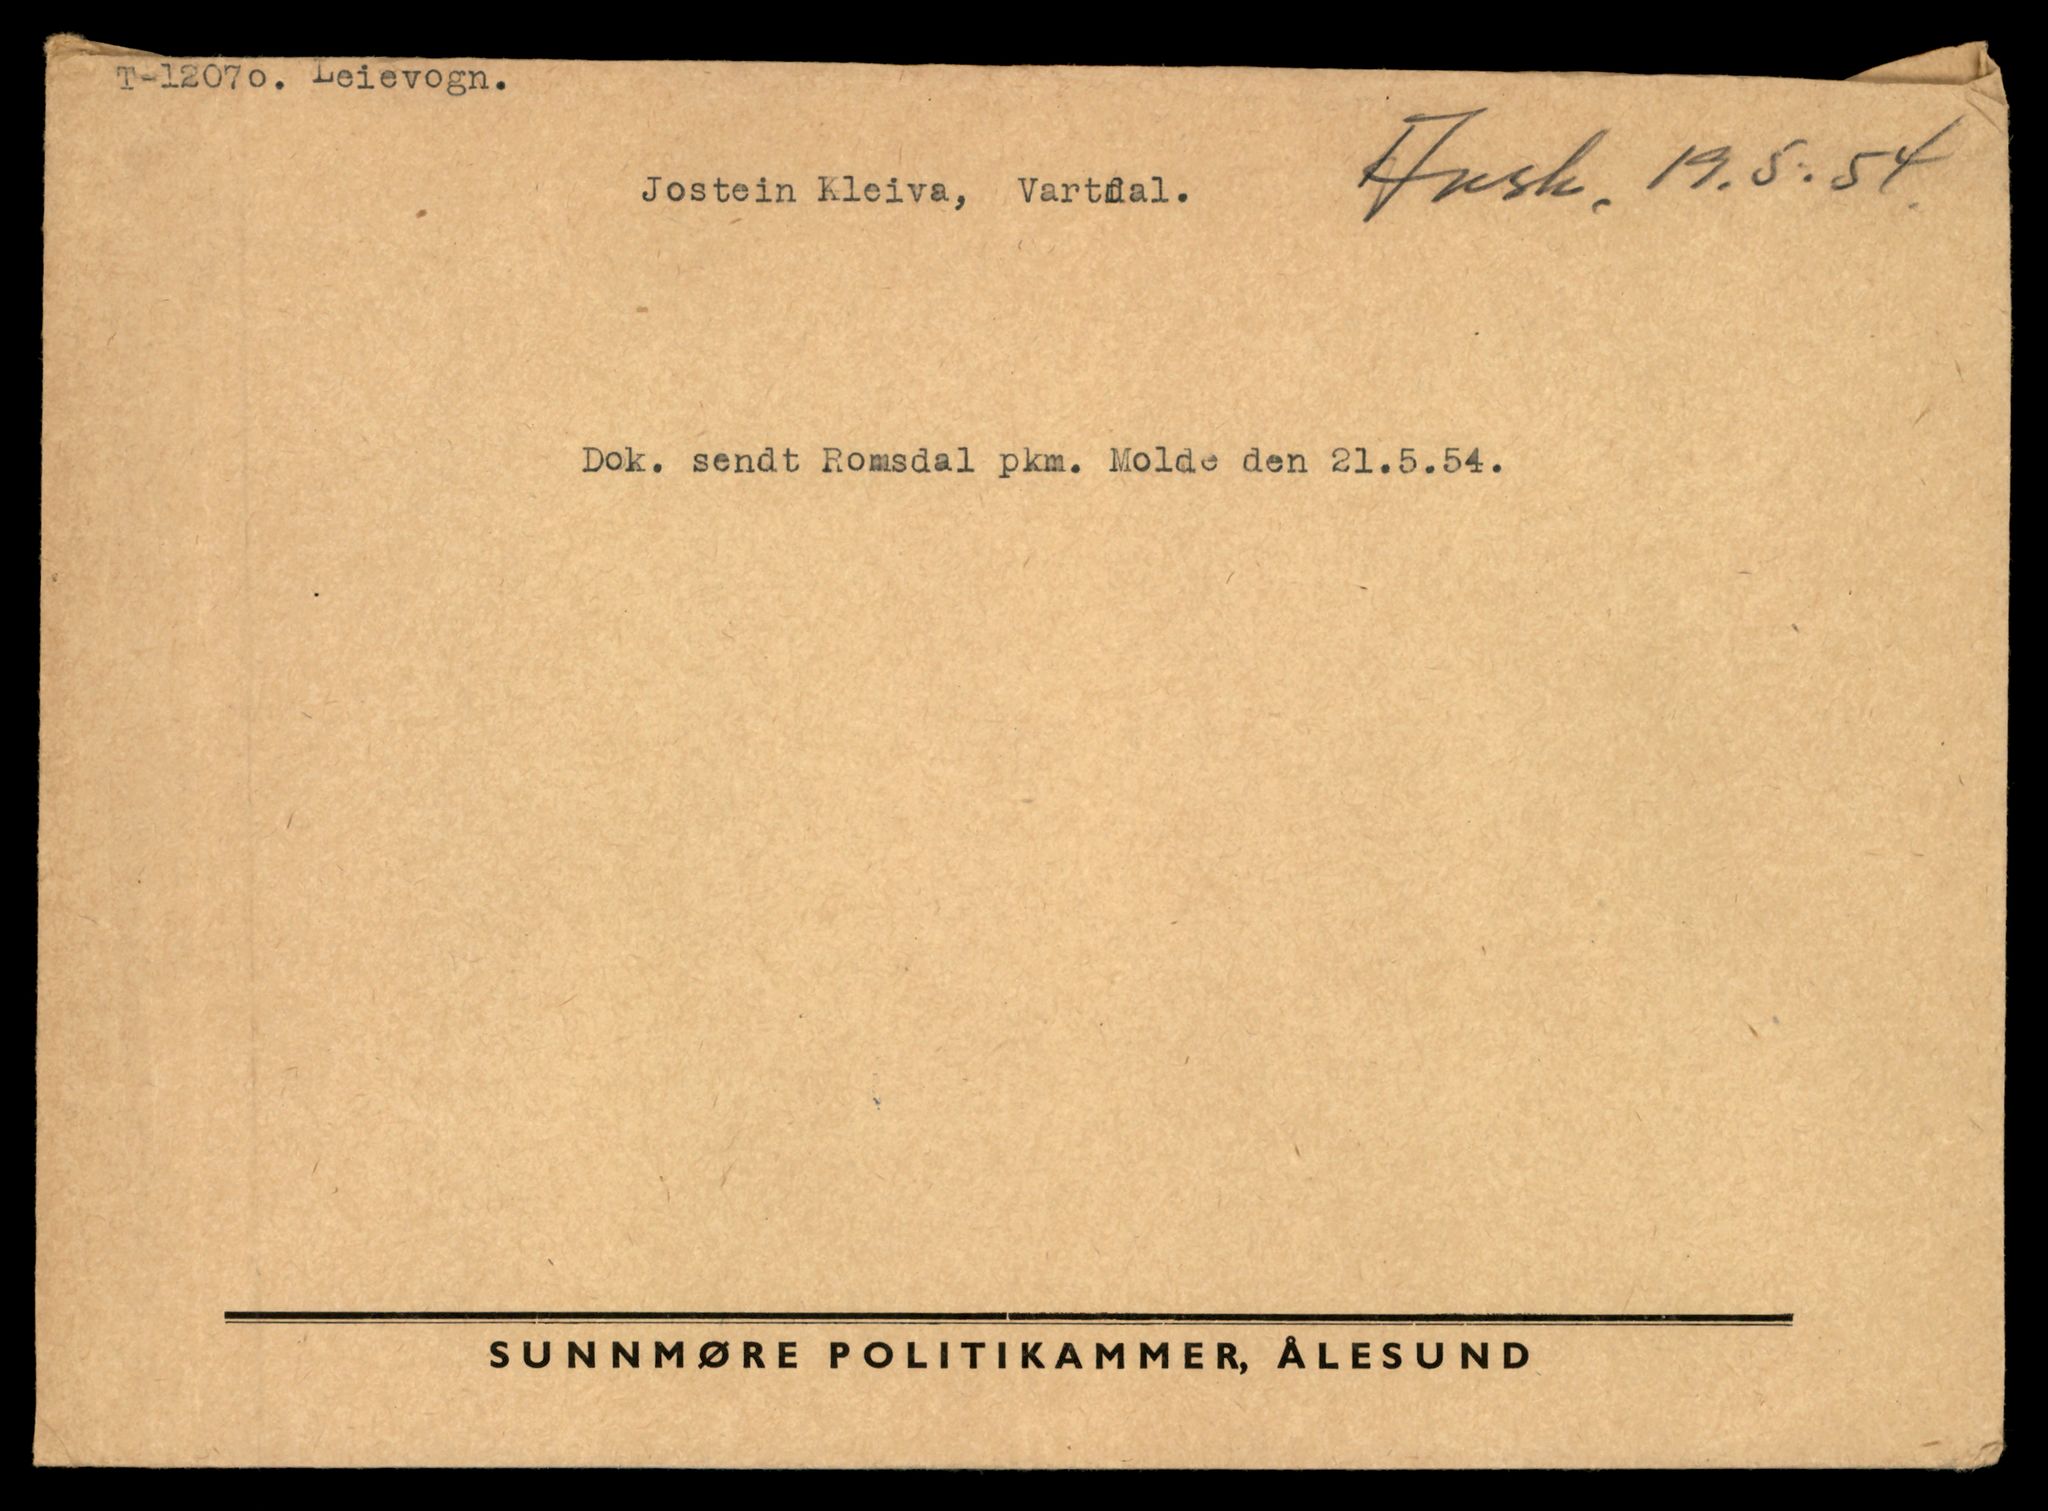 T-12070. Leievogn.
Avsk. 19.5.54.
Jostein Kleiva, Vartdal.
Dok. sendt Romsdal pkm. Molde den 21.5.54.
SUNNMØRE POLITIKAMMER, ÅLESUND